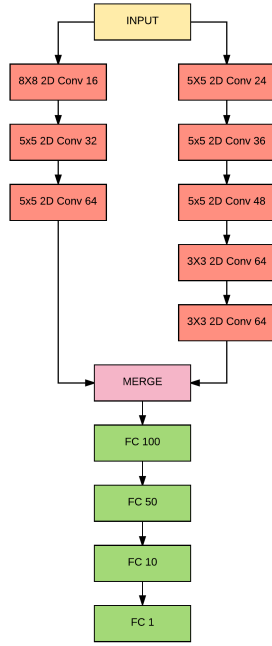 INPUT
8X8 2D Conv 16
5X5 2D Conv 24
5x5 2D Conv 32
5x5 2D Conv 36
5x5 2D Conv 64
5x5 2D Conv 48
3X3 2D Conv 64
3X3 2D Conv 64
MERGE
FC 100
FC 50
FC 10
FC 1